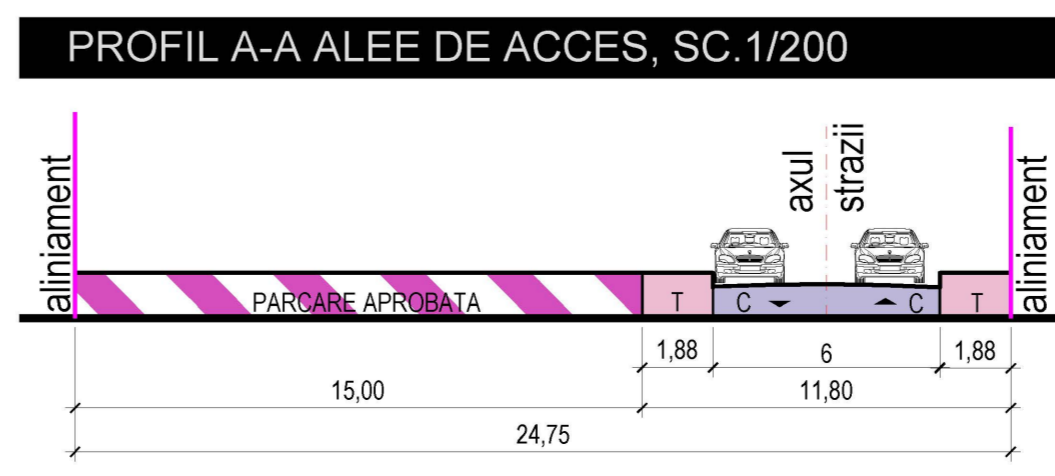 PROFIL A-A ALEE DE ACCES, SC.1/200
aliniament
axul
strazii
aliniament
PARCARE APROBATA
T
C
C
T
1,88
6
1,88
15,00
11,80
24,75